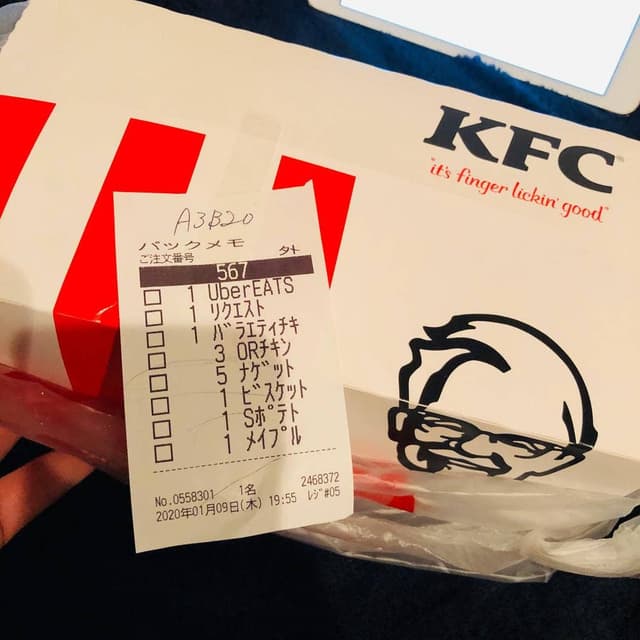 KFC
"it's finger lickin' good"
A3B20
パックメモ 外
ご注文番号
567
1 UberEATS
1 リクエスト
1 バラエティチキ
3 ORチキン
5 ナゲット
1 ビスケット
1 Sポテト
1 メイプル
No.0558301 1名 2468372
2020年01月09日(木) 19:55 レジ#05